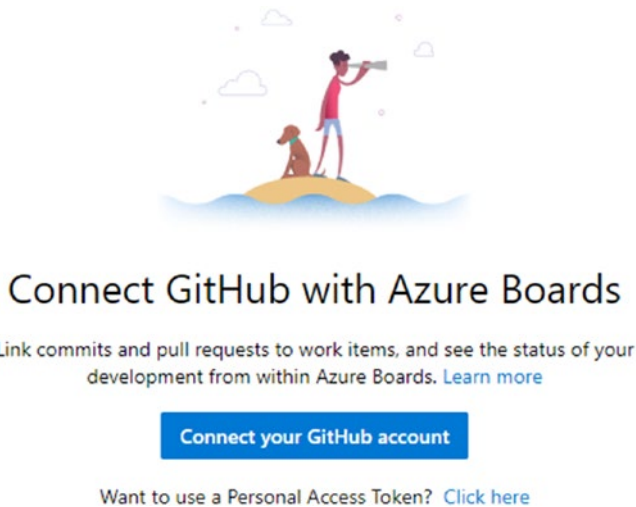 Connect GitHub with Azure Boards
Link commits and pull requests to work items, and see the status of your
development from within Azure Boards. Learn more
Connect your GitHub account
Want to use a Personal Access Token? Click here